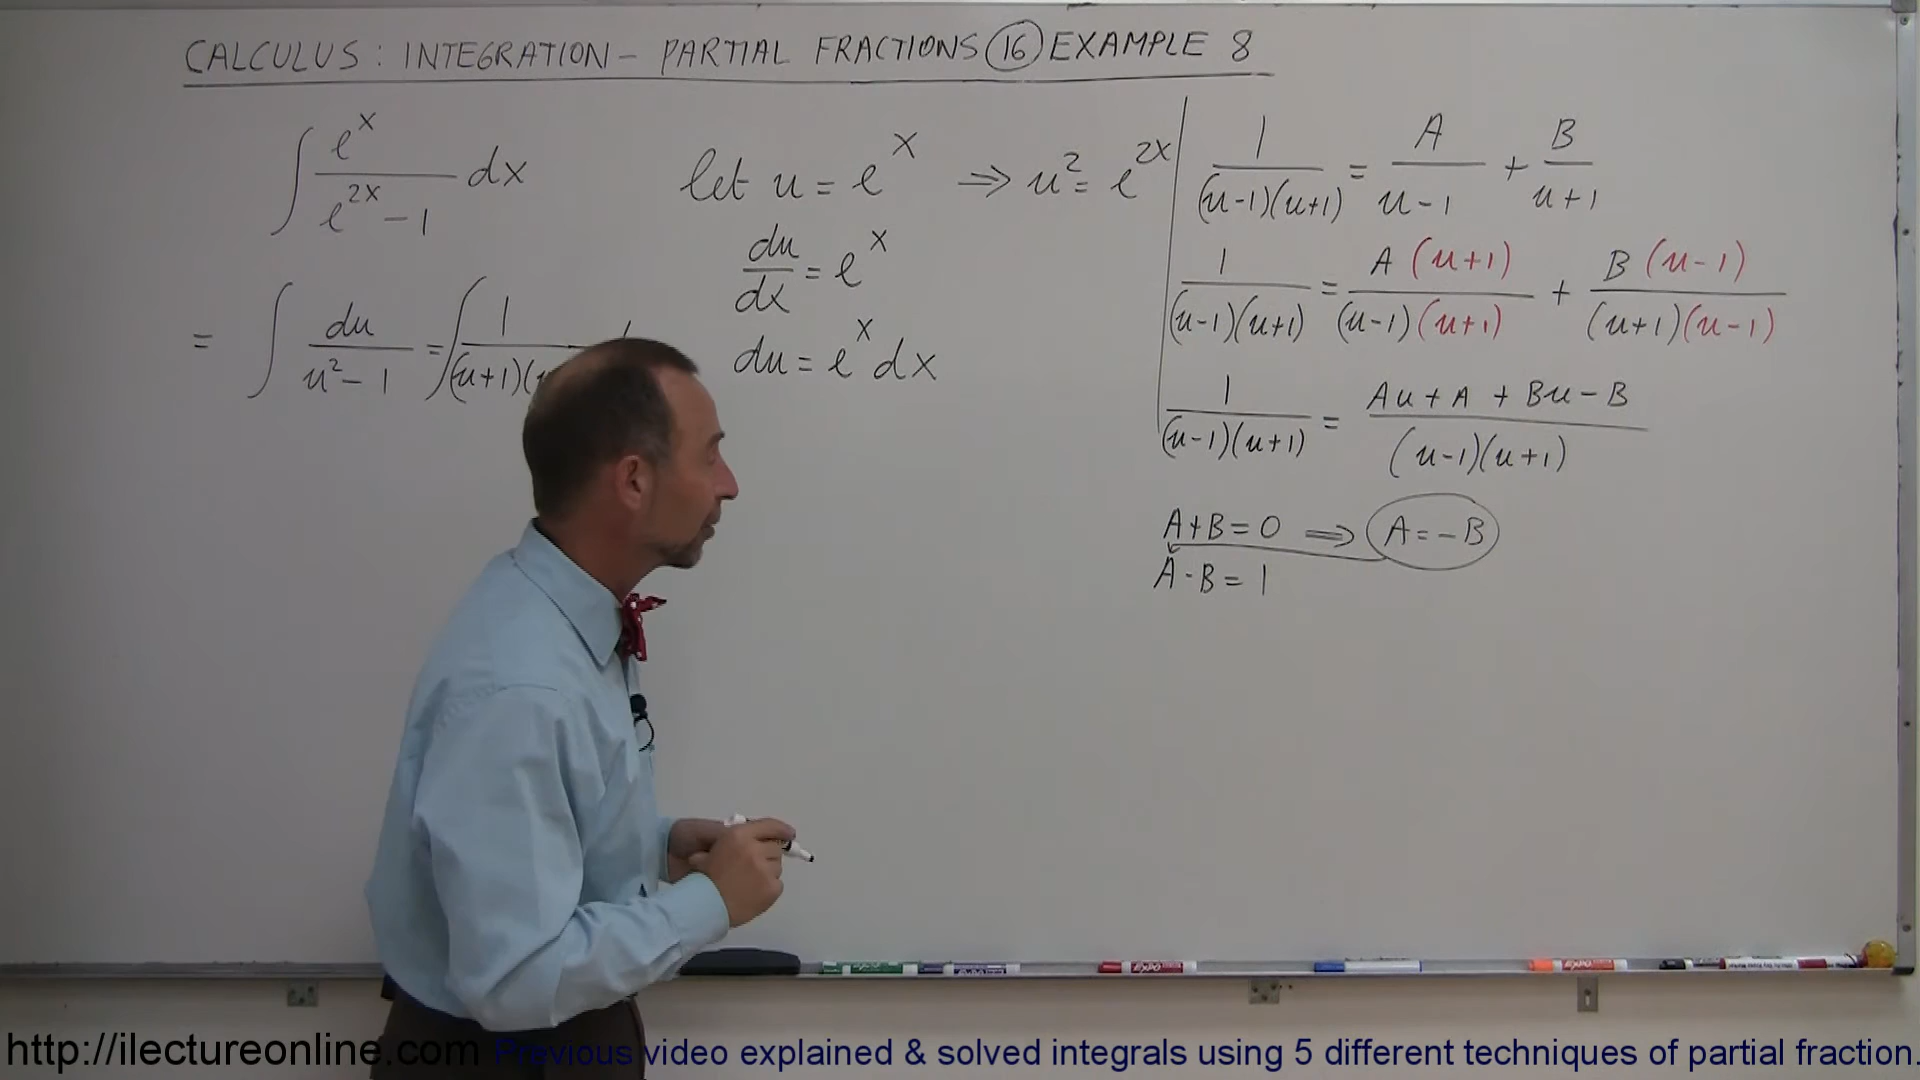 CALCULUS: INTEGRATION – PARTIAL FRACTIONS (16) EXAMPLE 8
∫ e^x / (e^{2x} - 1) dx
= ∫ du / (u² - 1) = ∫ 1 / (u+1)(
let u = e^x ⇒ u² = e^{2x}
du/dx = e^x
du = e^x dx
1 / (u-1)(u+1) = A / (u-1) + B / (u+1)
1 / (u-1)(u+1) = A (u+1) / (u-1)(u+1) + B (u-1) / (u+1)(u-1)
1 / (u-1)(u+1) = Au + A + Bu - B / (u-1)(u+1)
A+B = 0 ⇒ A = -B
A - B = 1
http://ilectureonline.com Previous video explained & solved integrals using 5 different techniques of partial fraction.